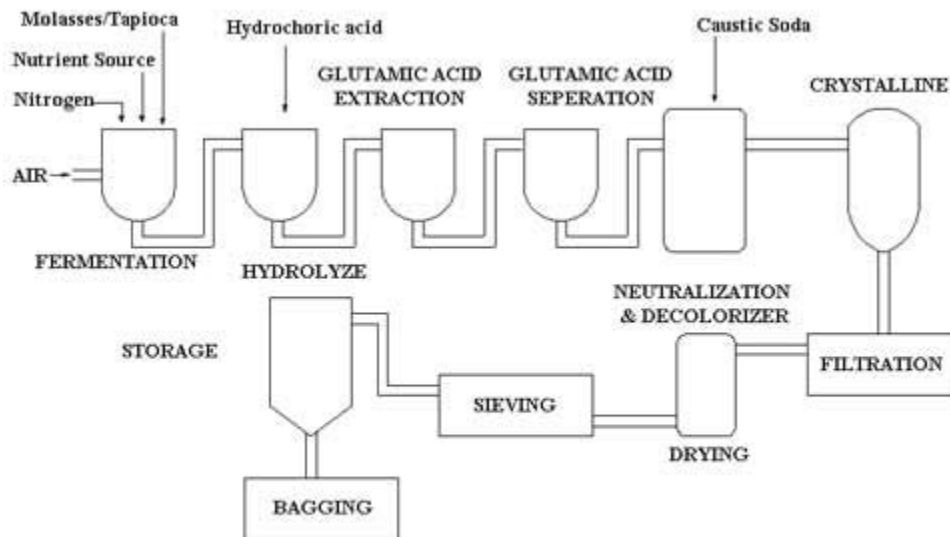 Molasses/Tapioca
Nutrient Source
Nitrogen
AIR
FERMENTATION
Hydrochoric acid
HYDROLYZE
GLUTAMIC ACID
EXTRACTION
GLUTAMIC ACID
SEPERATION
Caustic Soda
NEUTRALIZATION
& DECOLORIZER
CRYSTALLINE
FILTRATION
DRYING
SIEVING
STORAGE
BAGGING